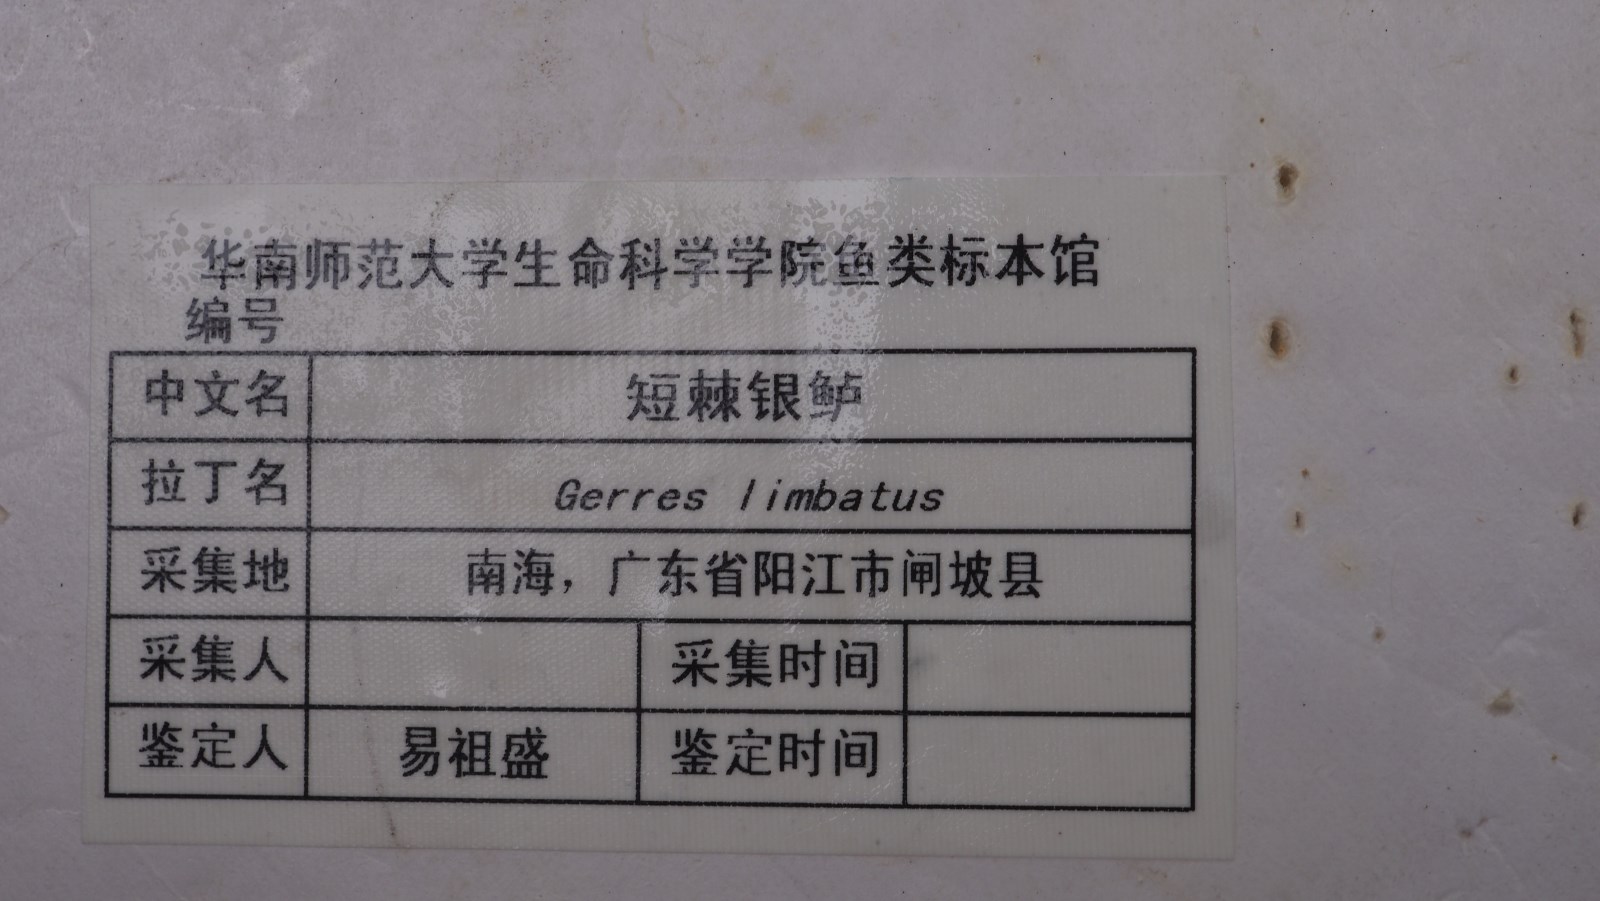 华南师范大学生命科学学院鱼类标本馆
编号
中文名 短棘银鲈
拉丁名 Gerres limbatus
采集地 南海，广东省阳江市闸坡县
采集人 采集时间
鉴定人 易祖盛 鉴定时间